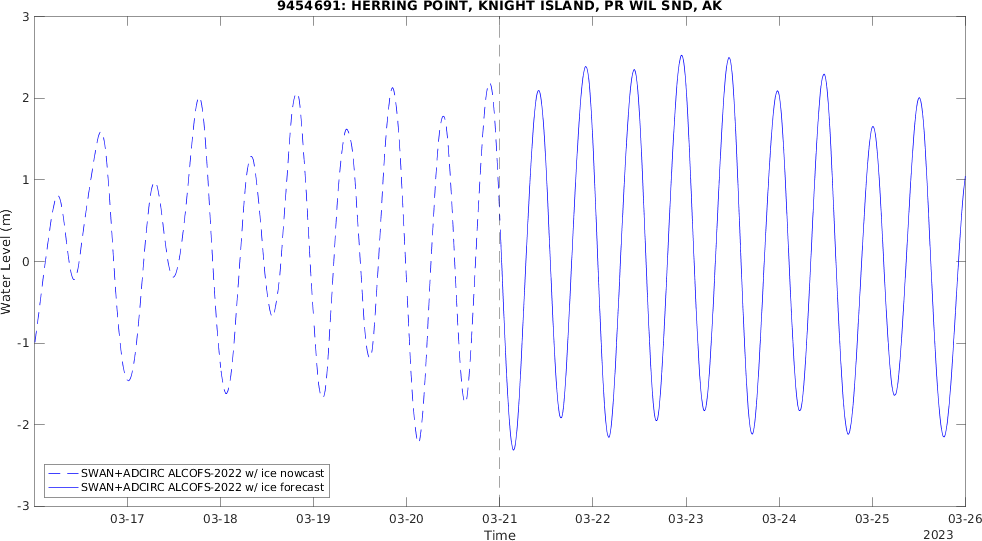 9454691: HERRING POINT, KNIGHT ISLAND, PR WIL SND, AK
3
2
1
0
-1
-2
-3
Water Level (m)
SWAN+ADCIRC ALCOFS-2022 w/ ice nowcast
SWAN+ADCIRC ALCOFS-2022 w/ ice forecast
03-17 03-18 03-19 03-20 03-21 03-22 03-23 03-24 03-25 03-26
Time
2023